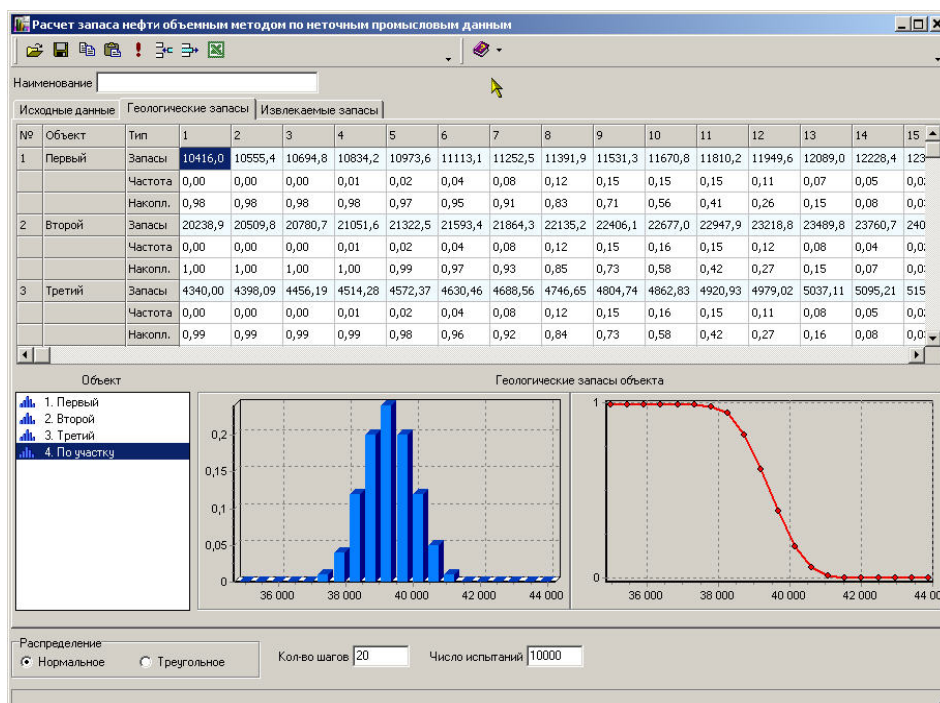 Расчет запаса нефти объемным методом по неточным промысловым данным
Наименование
Исходные данные Геологические запасы Извлекаемые запасы
№ Объект Тип 1 2 3 4 5 6 7 8 9 10 11 12 13 14 15
1 Первый Запасы 10416,0 10555,4 10694,8 10834,2 10973,6 11113,1 11252,5 11391,9 11531,3 11670,8 11810,2 11949,6 12089,0 12228,4 123
Частота 0,00 0,00 0,00 0,01 0,02 0,04 0,08 0,12 0,15 0,15 0,15 0,11 0,07 0,05
Накопл. 0,98 0,98 0,98 0,98 0,97 0,95 0,91 0,83 0,71 0,56 0,41 0,26 0,15 0,08
2 Второй Запасы 20238,9 20509,8 20780,7 21051,6 21322,5 21593,4 21864,3 22135,2 22406,1 22677,0 22947,9 23218,8 23489,8 23760,7 240
Частота 0,00 0,00 0,00 0,01 0,02 0,04 0,08 0,12 0,15 0,16 0,15 0,12 0,08 0,04
Накопл. 1,00 1,00 1,00 1,00 0,99 0,97 0,93 0,85 0,73 0,58 0,42 0,27 0,15 0,07
3 Третий Запасы 4340,00 4398,09 4456,19 4514,28 4572,37 4630,46 4688,56 4746,65 4804,74 4862,83 4920,93 4979,02 5037,11 5095,21 515
Частота 0,00 0,00 0,00 0,01 0,02 0,04 0,08 0,12 0,15 0,16 0,15 0,11 0,08 0,05
Накопл. 0,99 0,99 0,99 0,99 0,98 0,96 0,92 0,84 0,73 0,58 0,42 0,27 0,16 0,08
Объект
Геологические запасы объекта
1. Первый
2. Второй
3. Третий
4. По участку
0,2
0,15
0,1
0,05
0
36 000 38 000 40 000 42 000 44 000
1
0
36 000 38 000 40 000 42 000 44 00
Распределение
Нормальное Треугольное
Кол-во шагов 20 Число испытаний 10000